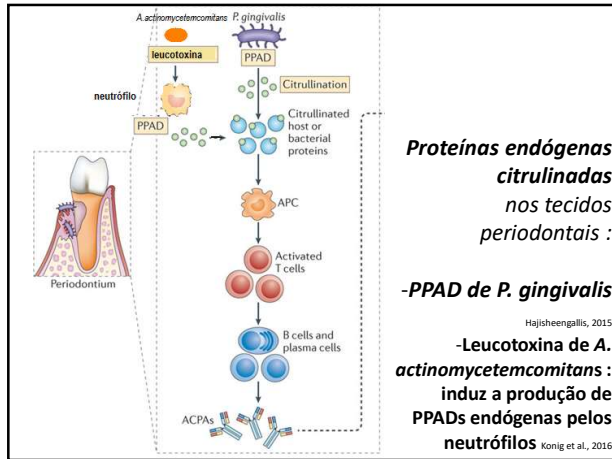 A.actinomycetemcomitans
P. gingivalis
leucotoxina
PPAD
Citrullination
neutrófilo
PPAD
Citrullinated
host or
bacterial
proteins
APC
Activated
T cells
Periodontium
B cells and
plasma cells
ACPAs
Proteínas endógenas
citrulinadas
nos tecidos
periodontais :
-PPAD de P. gingivalis
Hajisheengallis, 2015
-Leucotoxina de A.
actinomycetemcomitans :
induz a produção de
PPADs endógenas pelos
neutrófilos Konig et al., 2016